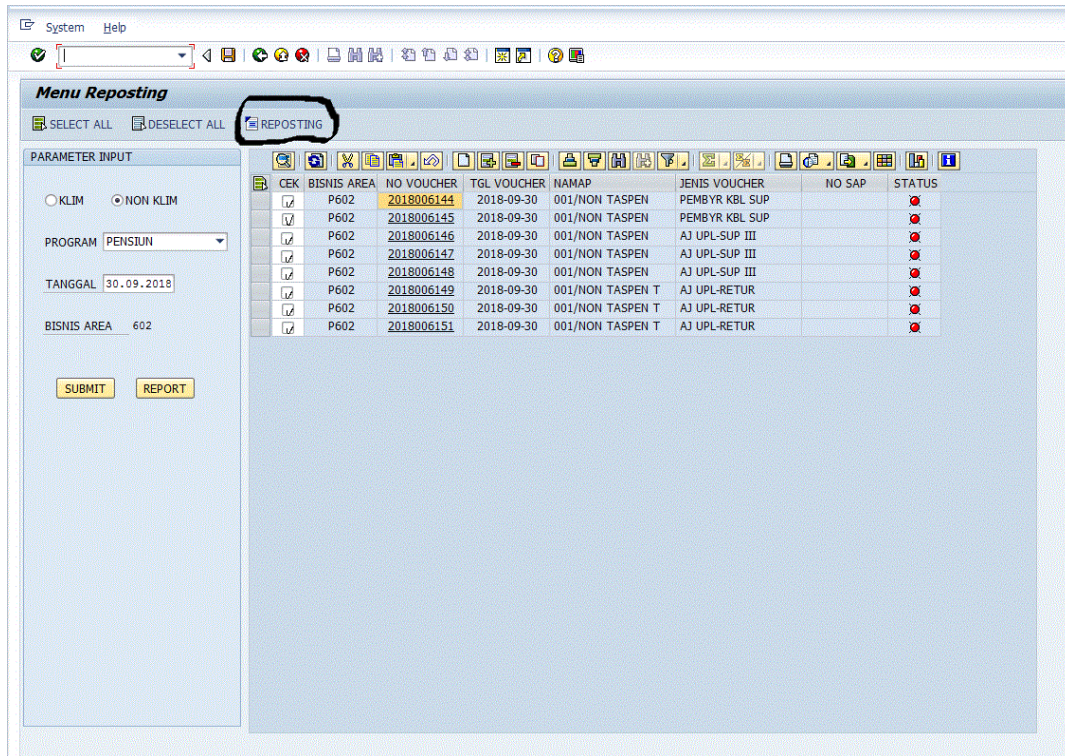 System Help
Menu Reposting
SELECT ALL DESELECT ALL REPOSTING
PARAMETER INPUT
KLIM NON KLIM
PROGRAM PENSIUN
TANGGAL 30.09.2018
BISNIS AREA 602
SUBMIT REPORT
CEK BISNIS AREA NO VOUCHER TGL VOUCHER NAMAP JENIS VOUCHER NO SAP STATUS
P602 2018006144 2018-09-30 001/NON TASPEN PEMBYR KBL SUP
P602 2018006145 2018-09-30 001/NON TASPEN PEMBYR KBL SUP
P602 2018006146 2018-09-30 001/NON TASPEN AJ UPL-SUP III
P602 2018006147 2018-09-30 001/NON TASPEN AJ UPL-SUP III
P602 2018006148 2018-09-30 001/NON TASPEN AJ UPL-SUP III
P602 2018006149 2018-09-30 001/NON TASPEN T AJ UPL-RETUR
P602 2018006150 2018-09-30 001/NON TASPEN T AJ UPL-RETUR
P602 2018006151 2018-09-30 001/NON TASPEN T AJ UPL-RETUR